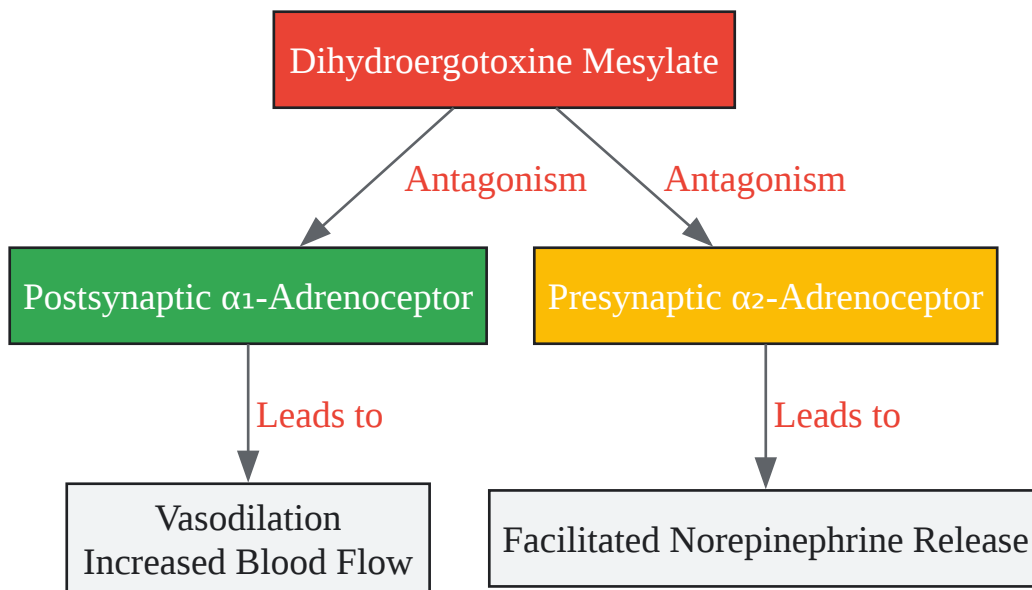 Dihydroergotoxine Mesylate
Antagonism
Antagonism
Postsynaptic α₁-Adrenoceptor
Presynaptic α₂-Adrenoceptor
Leads to
Leads to
Vasodilation
Increased Blood Flow
Facilitated Norepinephrine Release